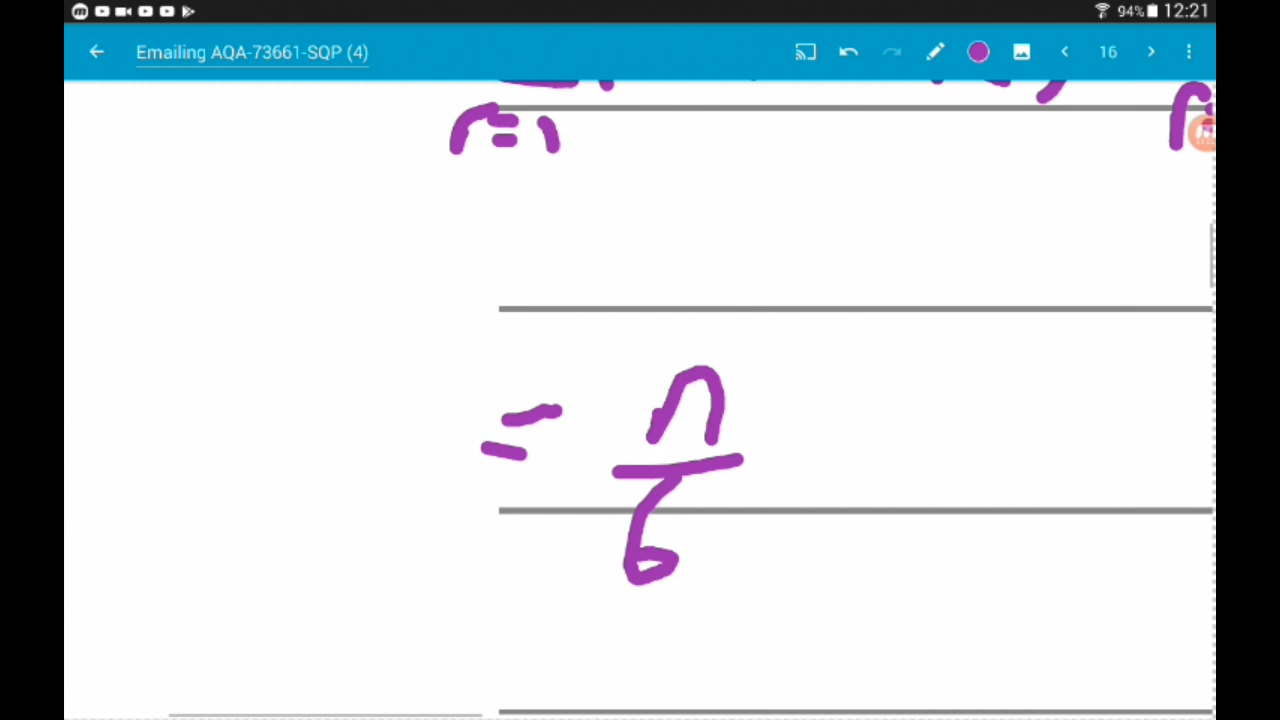 94% 12:21
Emailing AQA-73661-SQP (4) 16
r=1
= n
6